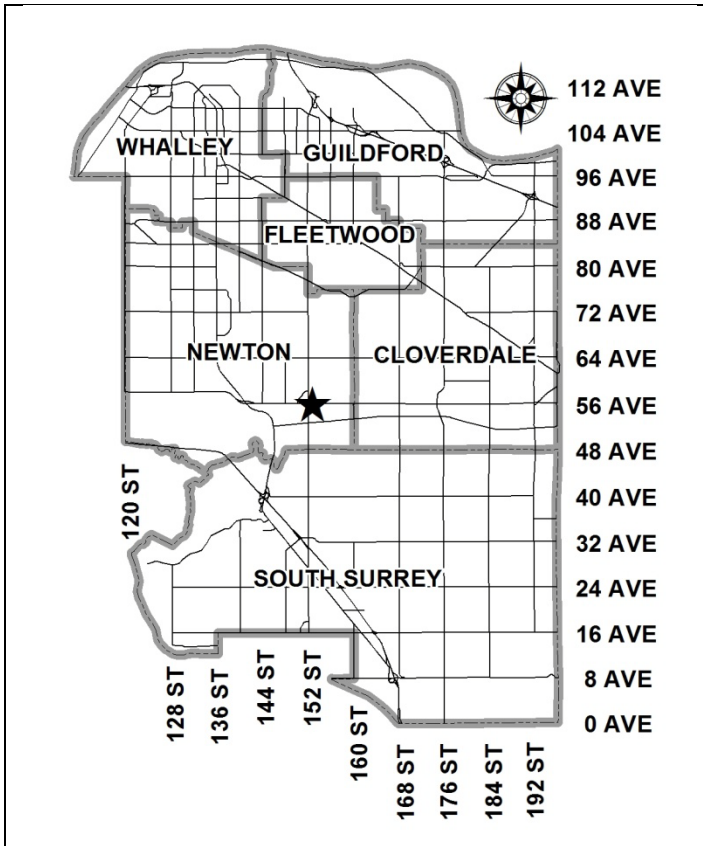 112 AVE
104 AVE
WHALLEY
GUILDFORD
96 AVE
88 AVE
FLEETWOOD
80 AVE
72 AVE
NEWTON
CLOVERDALE
64 AVE
56 AVE
48 AVE
120 ST
40 AVE
32 AVE
SOUTH SURREY
24 AVE
16 AVE
8 AVE
0 AVE
128 ST
136 ST
144 ST
152 ST
160 ST
168 ST
176 ST
184 ST
192 ST